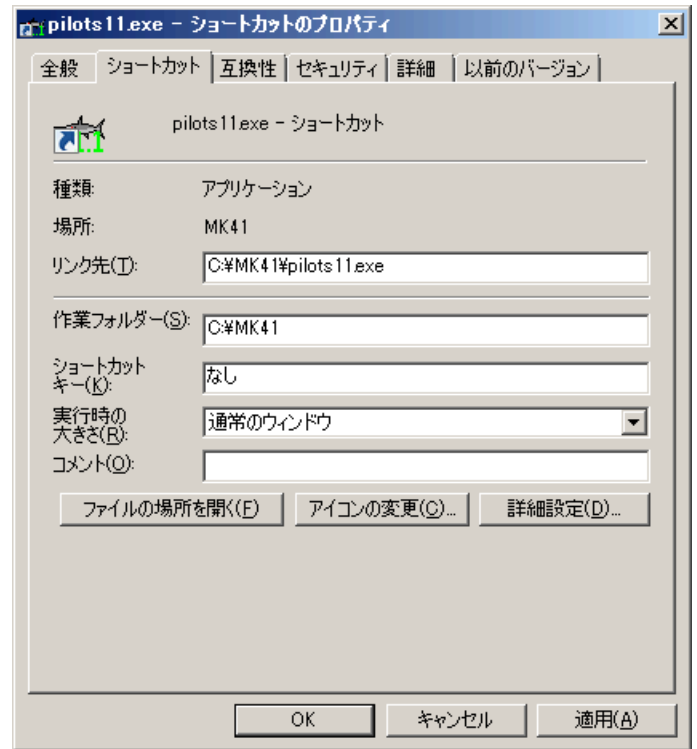 pilots11.exe - ショートカットのプロパティ
全般 ショートカット 互換性 セキュリティ 詳細 以前のバージョン
pilots11.exe - ショートカット
種類: アプリケーション
場所: MK41
リンク先(T): C:¥MK41¥pilots11.exe
作業フォルダー(S): C:¥MK41
ショートカット
キー(K): なし
実行時の
大きさ(R): 通常のウィンドウ
コメント(O):
ファイルの場所を開く(F) アイコンの変更(C)... 詳細設定(D)...
OK キャンセル 適用(A)